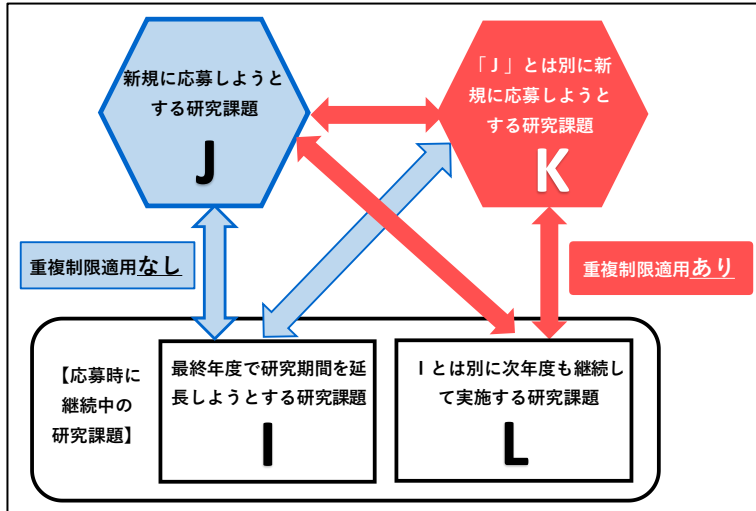 新規に応募しようと
する研究課題
J
「J」とは別に新
規に応募しようと
する研究課題
K
重複制限適用なし
重複制限適用あり
【応募時に
継続中の
研究課題】
最終年度で研究期間を延
長しようとする研究課題
I
Iとは別に次年度も継続し
て実施する研究課題
L